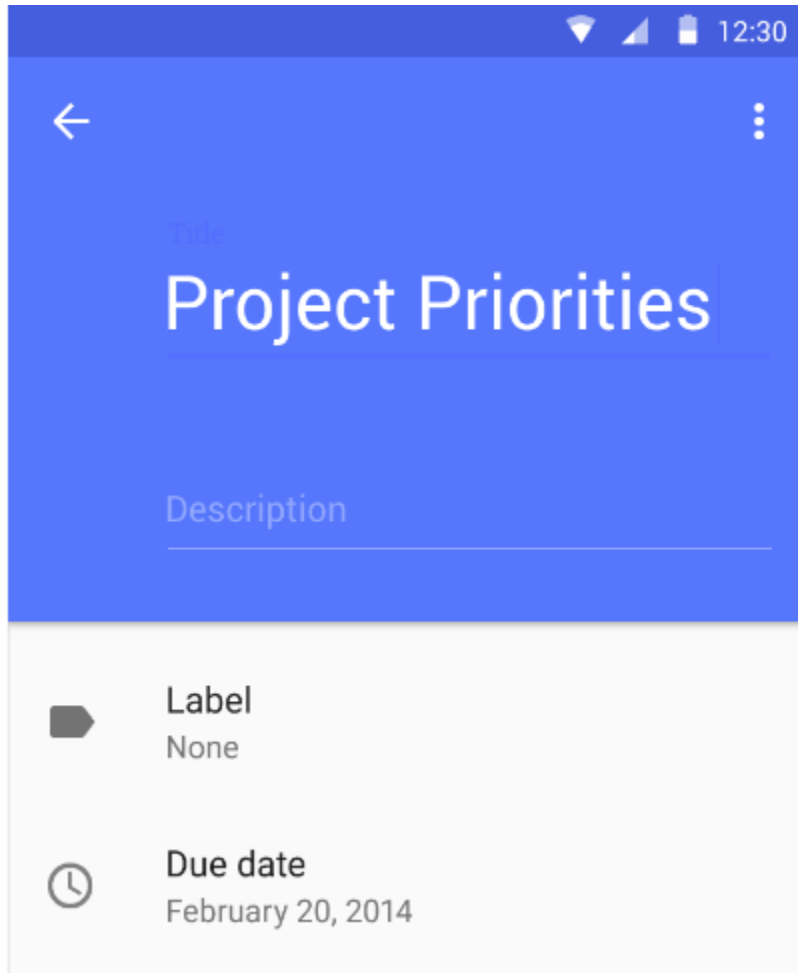 12:30
Title
Project Priorities
Description
Label
None
Due date
February 20, 2014